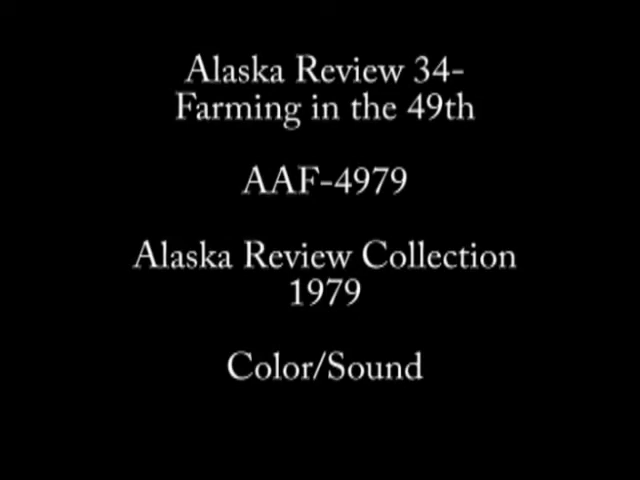 Alaska Review 34-
Farming in the 49th
AAF-4979
Alaska Review Collection
1979
Color/Sound